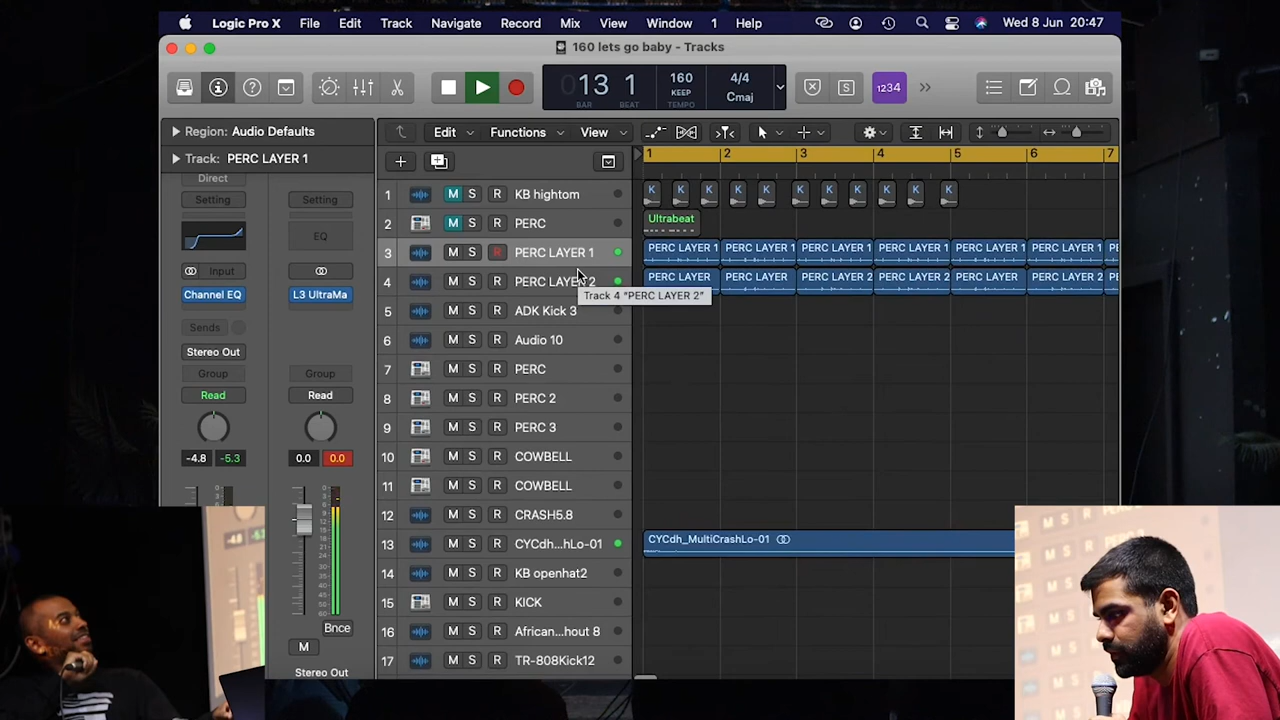 Logic Pro X File Edit Track Navigate Record Mix View Window 1 Help Wed 8 Jun 20:47
160 lets go baby - Tracks
013 1 160 4/4
KEEP Cmaj
BAR BEAT TEMPO
S 1234
Region: Audio Defaults
Edit Functions View
Track: PERC LAYER 1
1 2 3 4 5 6 7
Direct
Setting Setting
EQ
Input
Channel EQ L3 UltraMa
Sends
Stereo Out
Group Group
Read Read
-4.8 -5.3 0.0 0.0
Bnce
M
Stereo Out
1 M S R KB hightom K K K K K K K K K K K
2 M S R PERC Ultrabeat
3 M S R PERC LAYER 1 PERC LAYER 1 PERC LAYER 1 PERC LAYER 1 PERC LAYER 1 PERC LAYER 1 PERC LAYER 1 PE
4 M S R PERC LAYER 2 PERC LAYER PERC LAYER PERC LAYER PERC LAYER 2 PERC LAYER PERC LAYER 2 PER
Track 4 "PERC LAYER 2"
5 M S R ADK Kick 3
6 M S R Audio 10
7 M S R PERC
8 M S R PERC 2
9 M S R PERC 3
10 M S R COWBELL
11 M S R COWBELL
12 M S R CRASH5.8
13 M S R CYCdh...hLo-01 CYCdh_MultiCrashLo-01
14 M S R KB openhat2
15 M S R KICK
16 M S R African...hout 8
17 M S R TR-808Kick12